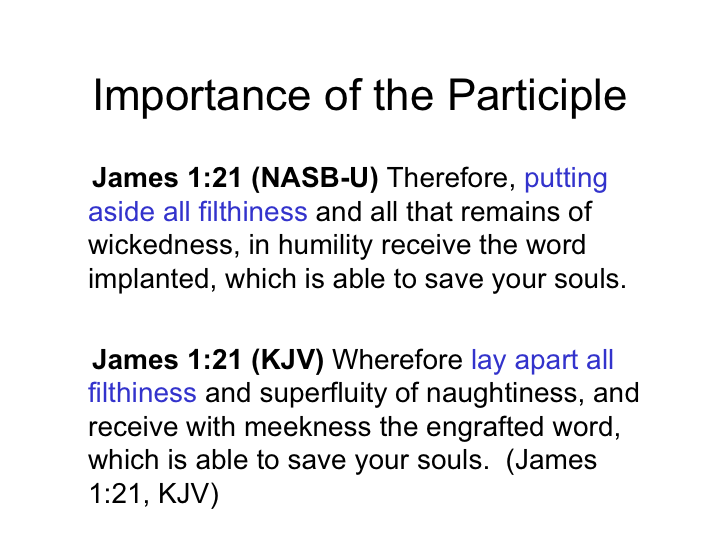 Importance of the Participle
James 1:21 (NASB-U) Therefore, putting
aside all filthiness and all that remains of
wickedness, in humility receive the word
implanted, which is able to save your souls.
James 1:21 (KJV) Wherefore lay apart all
filthiness and superfluity of naughtiness, and
receive with meekness the engrafted word,
which is able to save your souls.  (James
1:21, KJV)